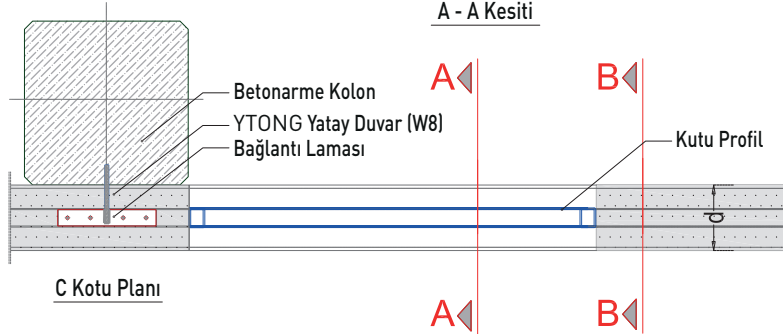 A - A Kesiti
A
B
Betonarme Kolon
YTONG Yatay Duvar (W8)
Bağlantı Laması
Kutu Profil
d
C Kotu Planı
A
B